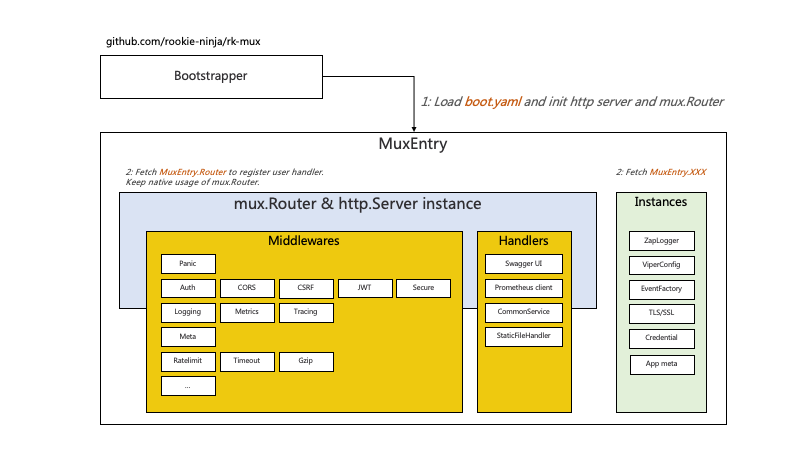 github.com/rookie-ninja/rk-mux
Bootstrapper
1: Load boot.yaml and init http server and mux.Router
MuxEntry
2: Fetch MuxEntry.Router to register user handler.
Keep native usage of mux.Router.
2: Fetch MuxEntry.XXX
mux.Router & http.Server instance
Middlewares
Panic
Auth
CORS
CSRF
JWT
Secure
Logging
Metrics
Tracing
Meta
Ratelimit
Timeout
Gzip
...
Handlers
Swagger UI
Prometheus client
CommonService
StaticFileHandler
Instances
ZapLogger
ViperConfig
EventFactory
TLS/SSL
Credential
App meta